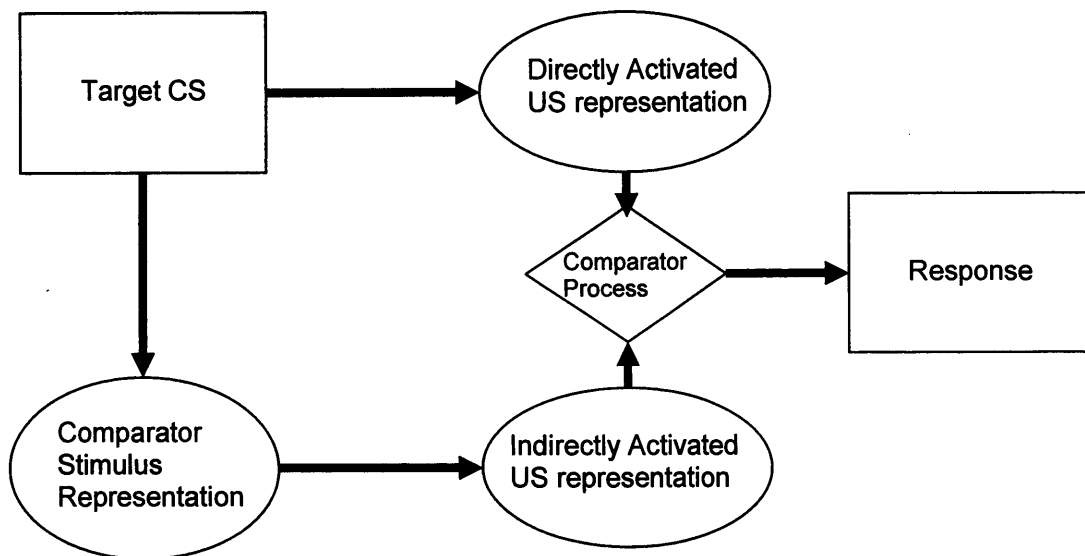 Target CS
Directly Activated
US representation
Comparator
Process
Response
Comparator
Stimulus
Representation
Indirectly Activated
US representation